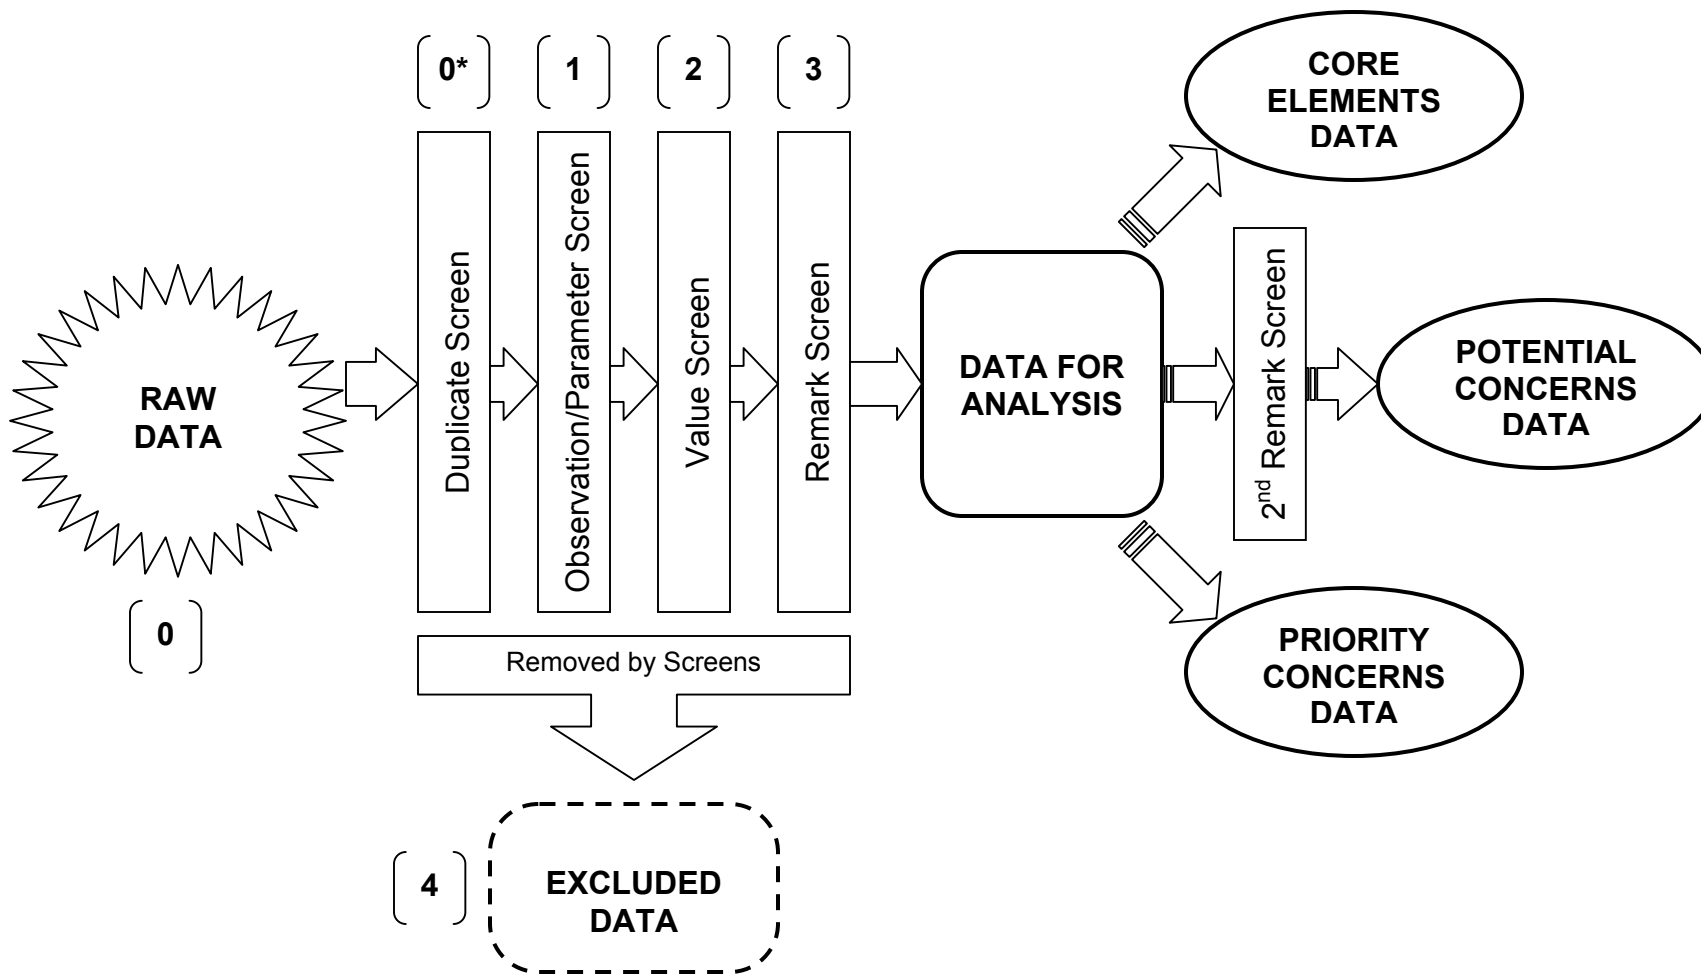 0*
1
2
3
CORE
ELEMENTS
DATA
Duplicate Screen
Observation/Parameter Screen
Value Screen
Remark Screen
RAW
DATA
0
DATA FOR
ANALYSIS
2nd Remark Screen
POTENTIAL
CONCERNS
DATA
PRIORITY
CONCERNS
DATA
Removed by Screens
4
EXCLUDED
DATA